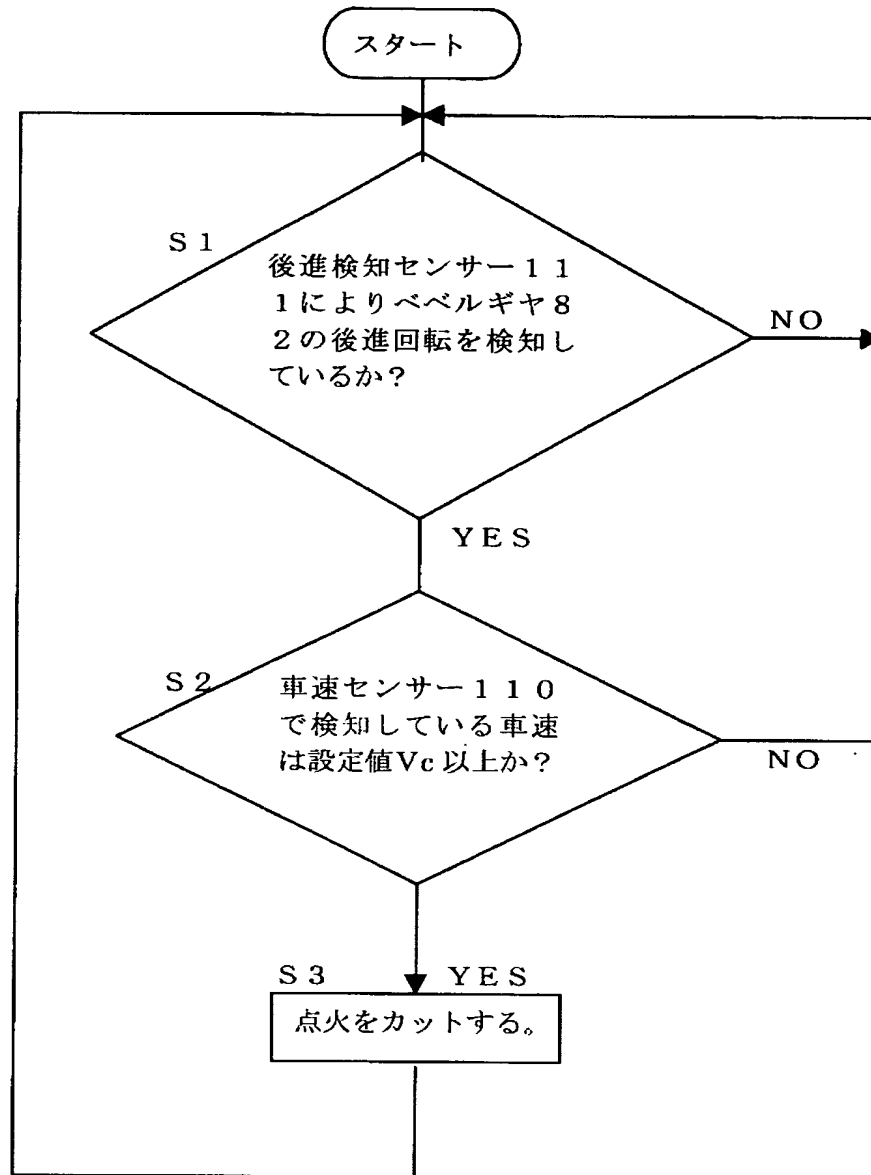 スタート
S1
後進検知センサー11
1によりベベルギヤ8
2の後進回転を検知し
ているか?
NO
YES
S2
車速センサー110
で検知している車速
は設定値Vc以上か?
NO
S3
YES
点火をカットする。